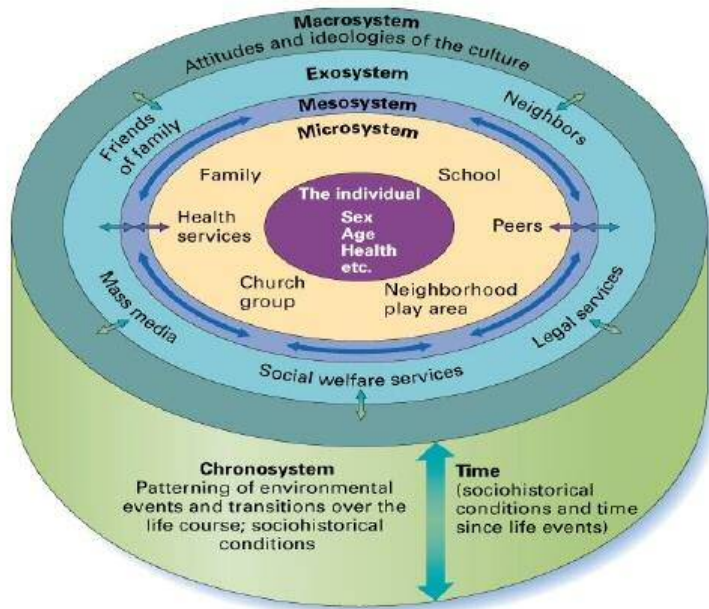 Macrosystem
Attitudes and ideologies of the culture
Exosystem
Mesosystem
Microsystem
Friends
of family
Neighbors
Family
School
The individual
Sex
Age
Health
etc.
Health
services
Peers
Church
group
Neighborhood
play area
Mass media
Legal services
Social welfare services
Chronosystem
Patterning of environmental
events and transitions over the
life course; sociohistorical
conditions
Time
(sociohistorical
conditions and time
since life events)